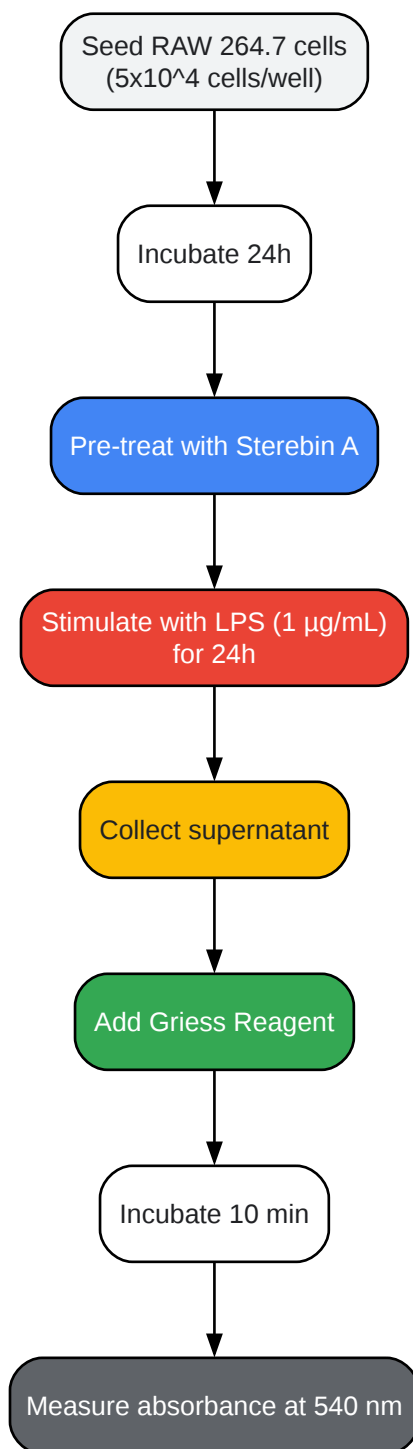 Seed RAW 264.7 cells
(5x10^4 cells/well)
Incubate 24h
Pre-treat with Sterebin A
Stimulate with LPS (1 µg/mL)
for 24h
Collect supernatant
Add Griess Reagent
Incubate 10 min
Measure absorbance at 540 nm